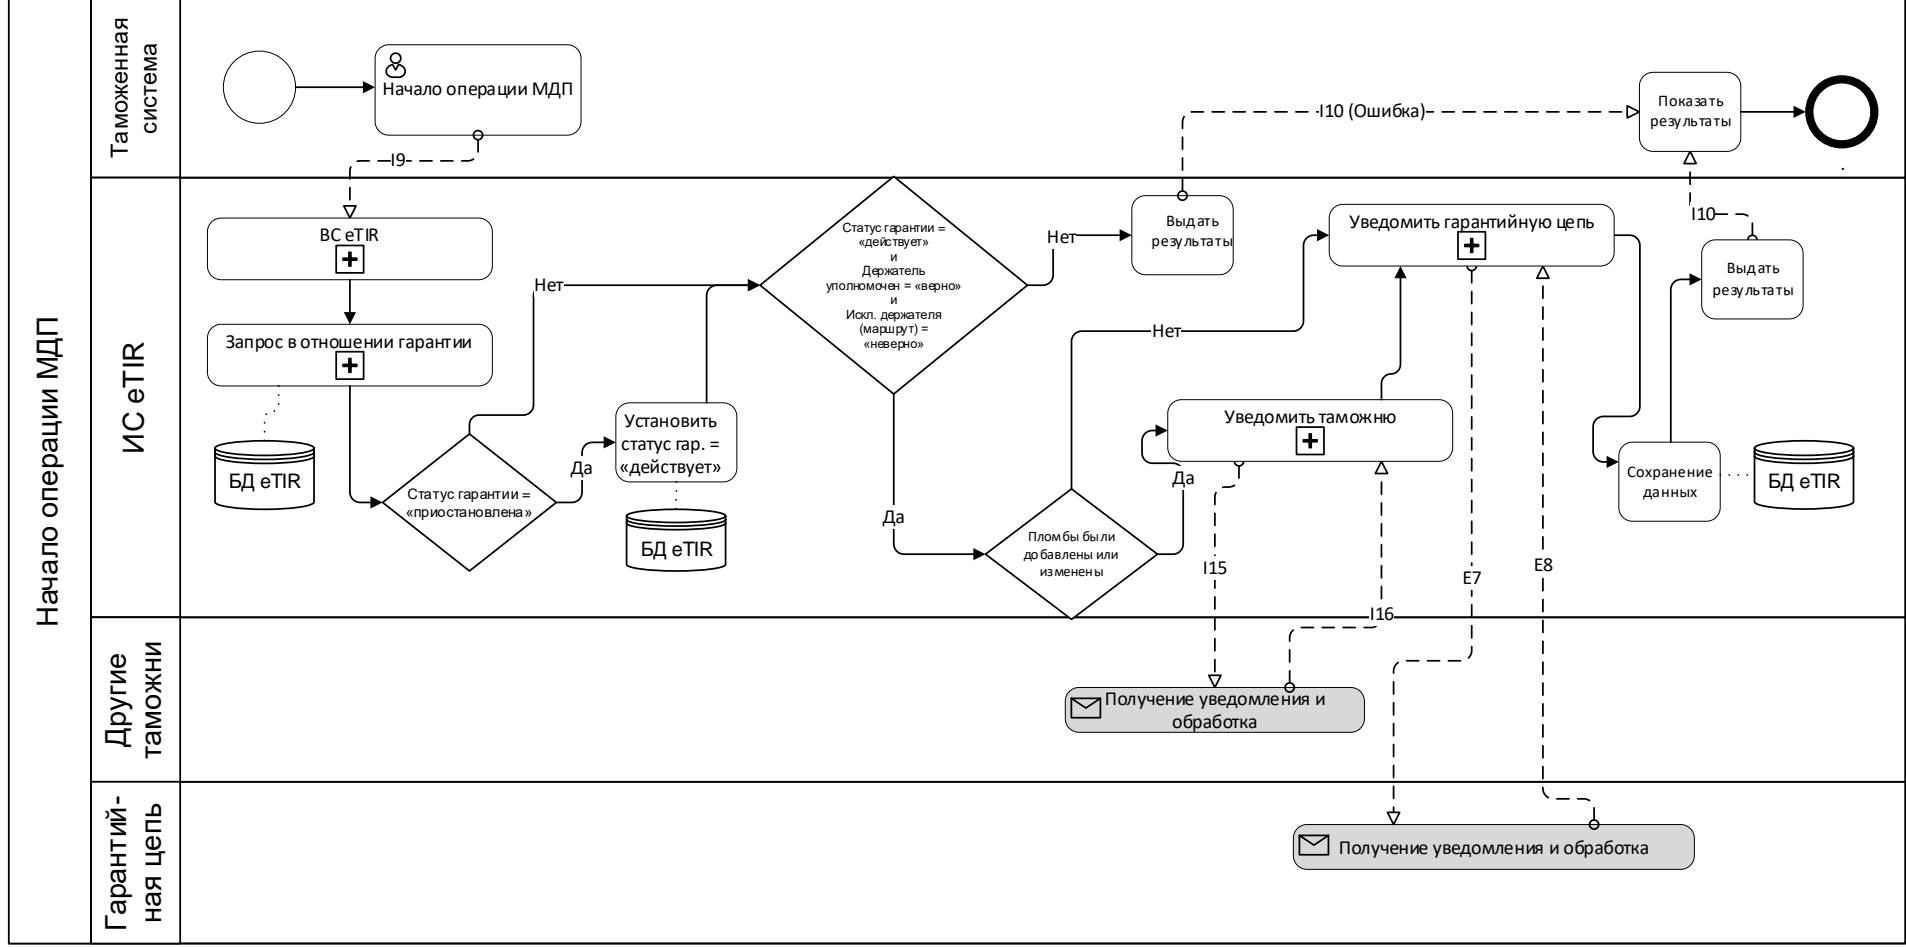 Начало операции МДП
Таможенная
система
Начало операции МДП
I9
I10 (Ошибка)
Показать
результаты
.
ИС eTIR
ВС eTIR
Запрос в отношении гарантии
БД eTIR
Статус гарантии =
«приостановлена»
Нет
Да
Установить
статус гар. =
«действует»
БД eTIR
Статус гарантии =
«действует»
и
Держатель
уполномочен = «верно»
и
Искл. держателя
(маршрут) =
«неверно»
Нет
Да
Выдать
результаты
Пломбы были
добавлены или
изменены
Нет
Да
Уведомить таможню
I15
I16
Уведомить гарантийную цепь
E7
E8
Сохранение
данных
БД eTIR
Выдать
результаты
I10
Другие
таможни
Получение уведомления и
обработка
Гарантий-
ная цепь
Получение уведомления и обработка